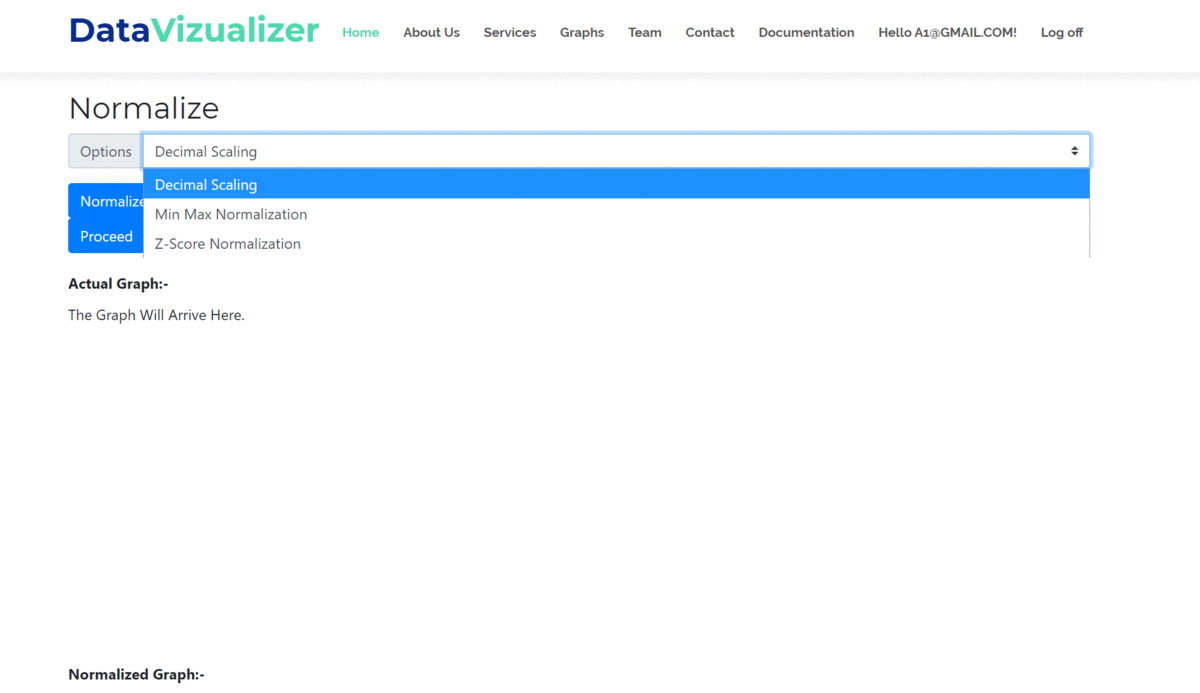 DataVizualizer Home About Us Services Graphs Team Contact Documentation Hello A1@GMAIL.COM! Log off
Normalize
Options Decimal Scaling
Decimal Scaling
Normalize Min Max Normalization
Proceed Z-Score Normalization
Actual Graph:-
The Graph Will Arrive Here.
Normalized Graph:-